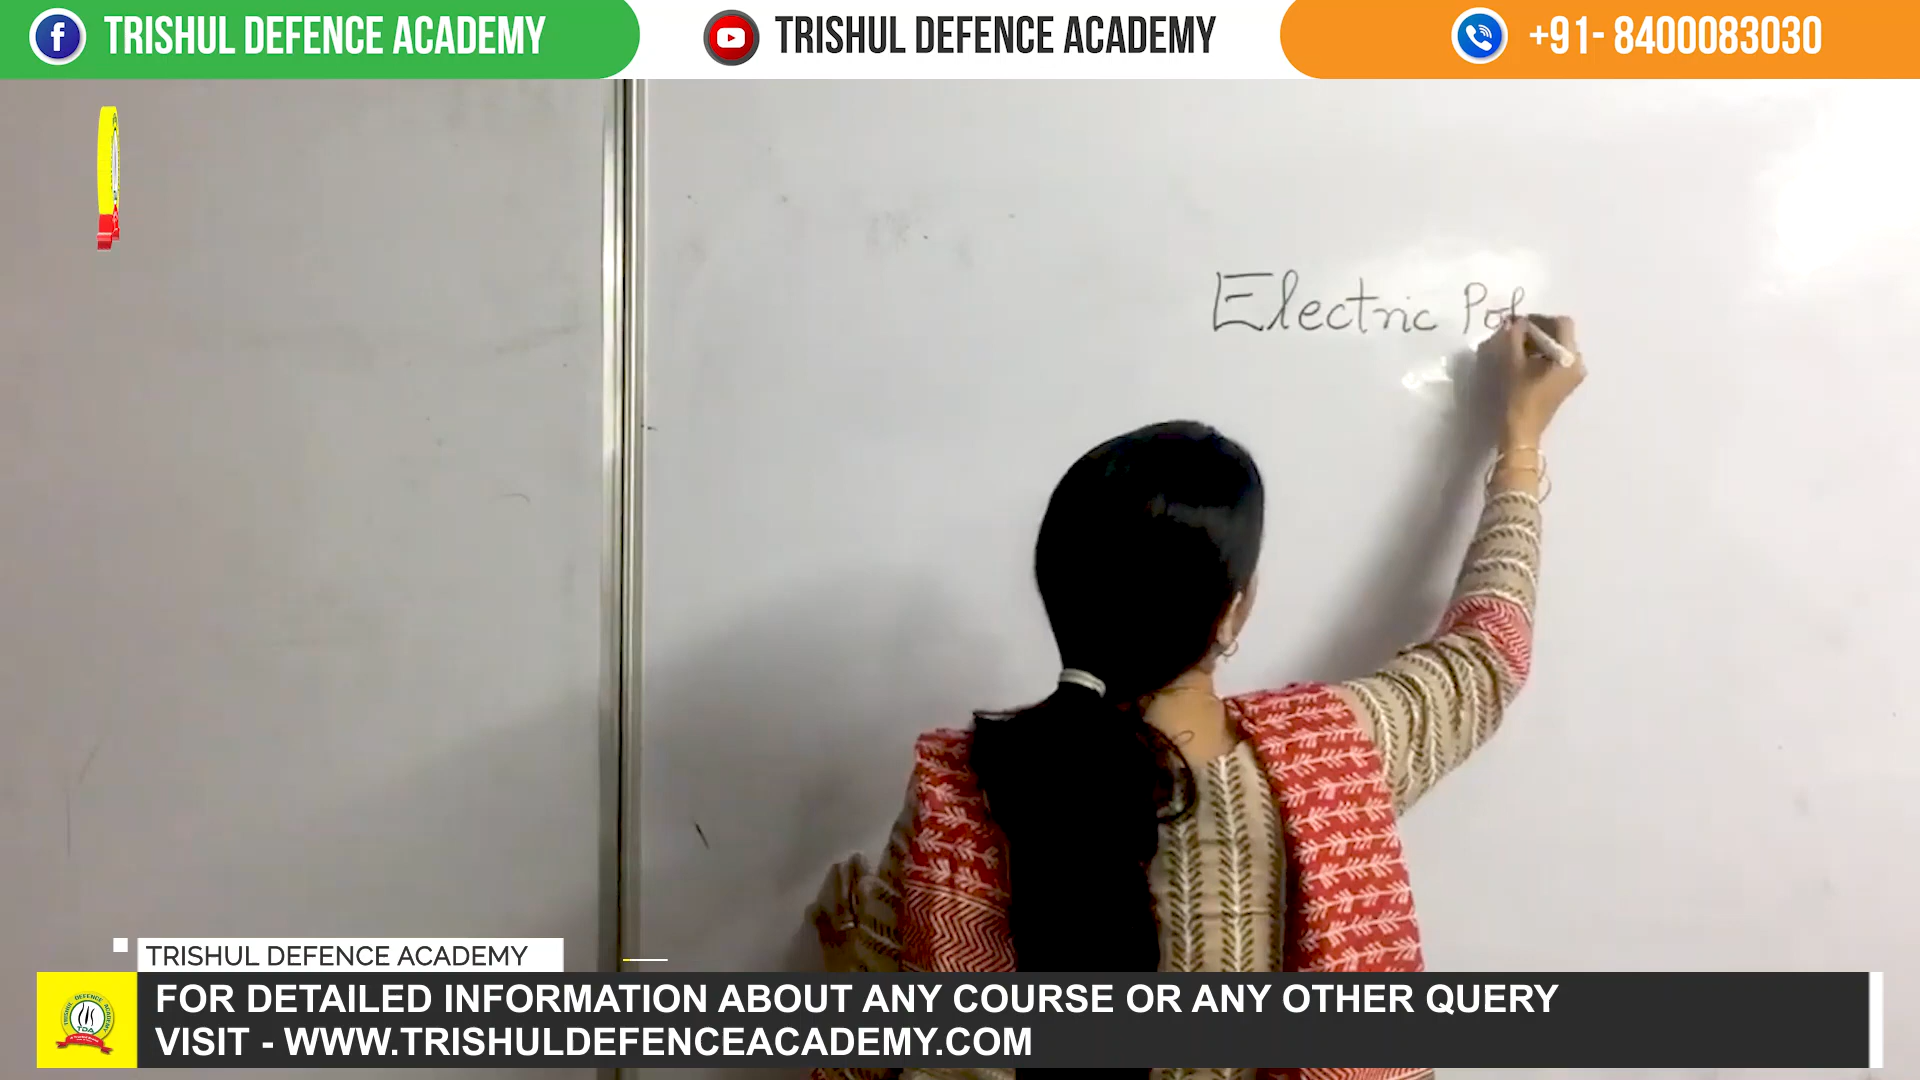 TRISHUL DEFENCE ACADEMY
TRISHUL DEFENCE ACADEMY
+91- 8400083030
Electric
TRISHUL DEFENCE ACADEMY
FOR DETAILED INFORMATION ABOUT ANY COURSE OR ANY OTHER QUERY
VISIT - WWW.TRISHULDEFENCEACADEMY.COM
TDA